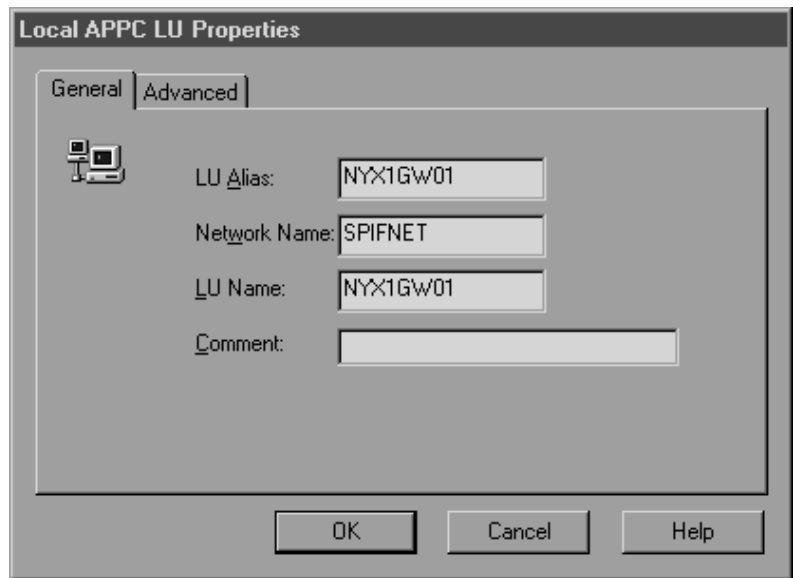 Local APPC LU Properties
General Advanced
LU Alias: NYX1GW01
Network Name: SPIFNET
LU Name: NYX1GW01
Comment:
OK Cancel Help